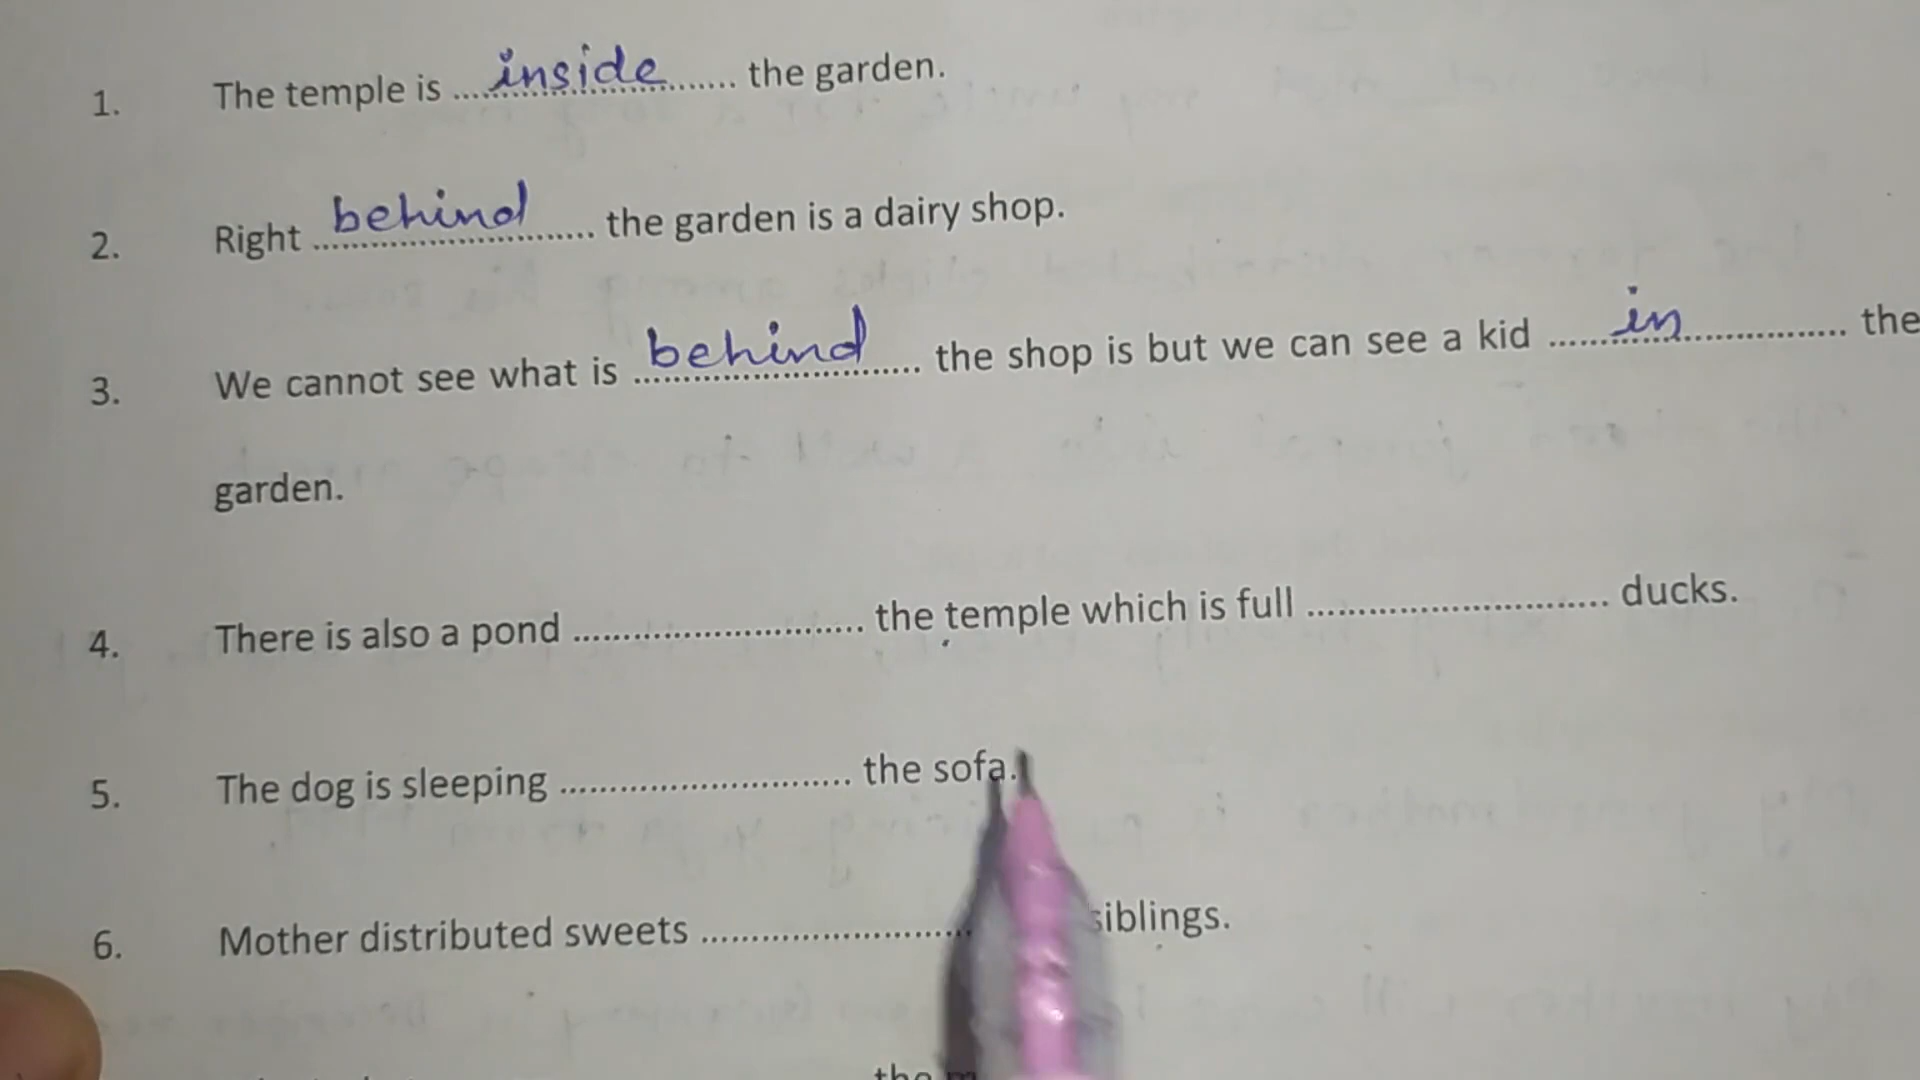 1. The temple is ....inside.... the garden.
2. Right ....behind.... the garden is a dairy shop.
3. We cannot see what is ....behind.... the shop is but we can see a kid ....in.... the
garden.
4. There is also a pond ............................ the temple which is full ............................ ducks.
5. The dog is sleeping ............................ the sofa.
6. Mother distributed sweets ............................ siblings.
the